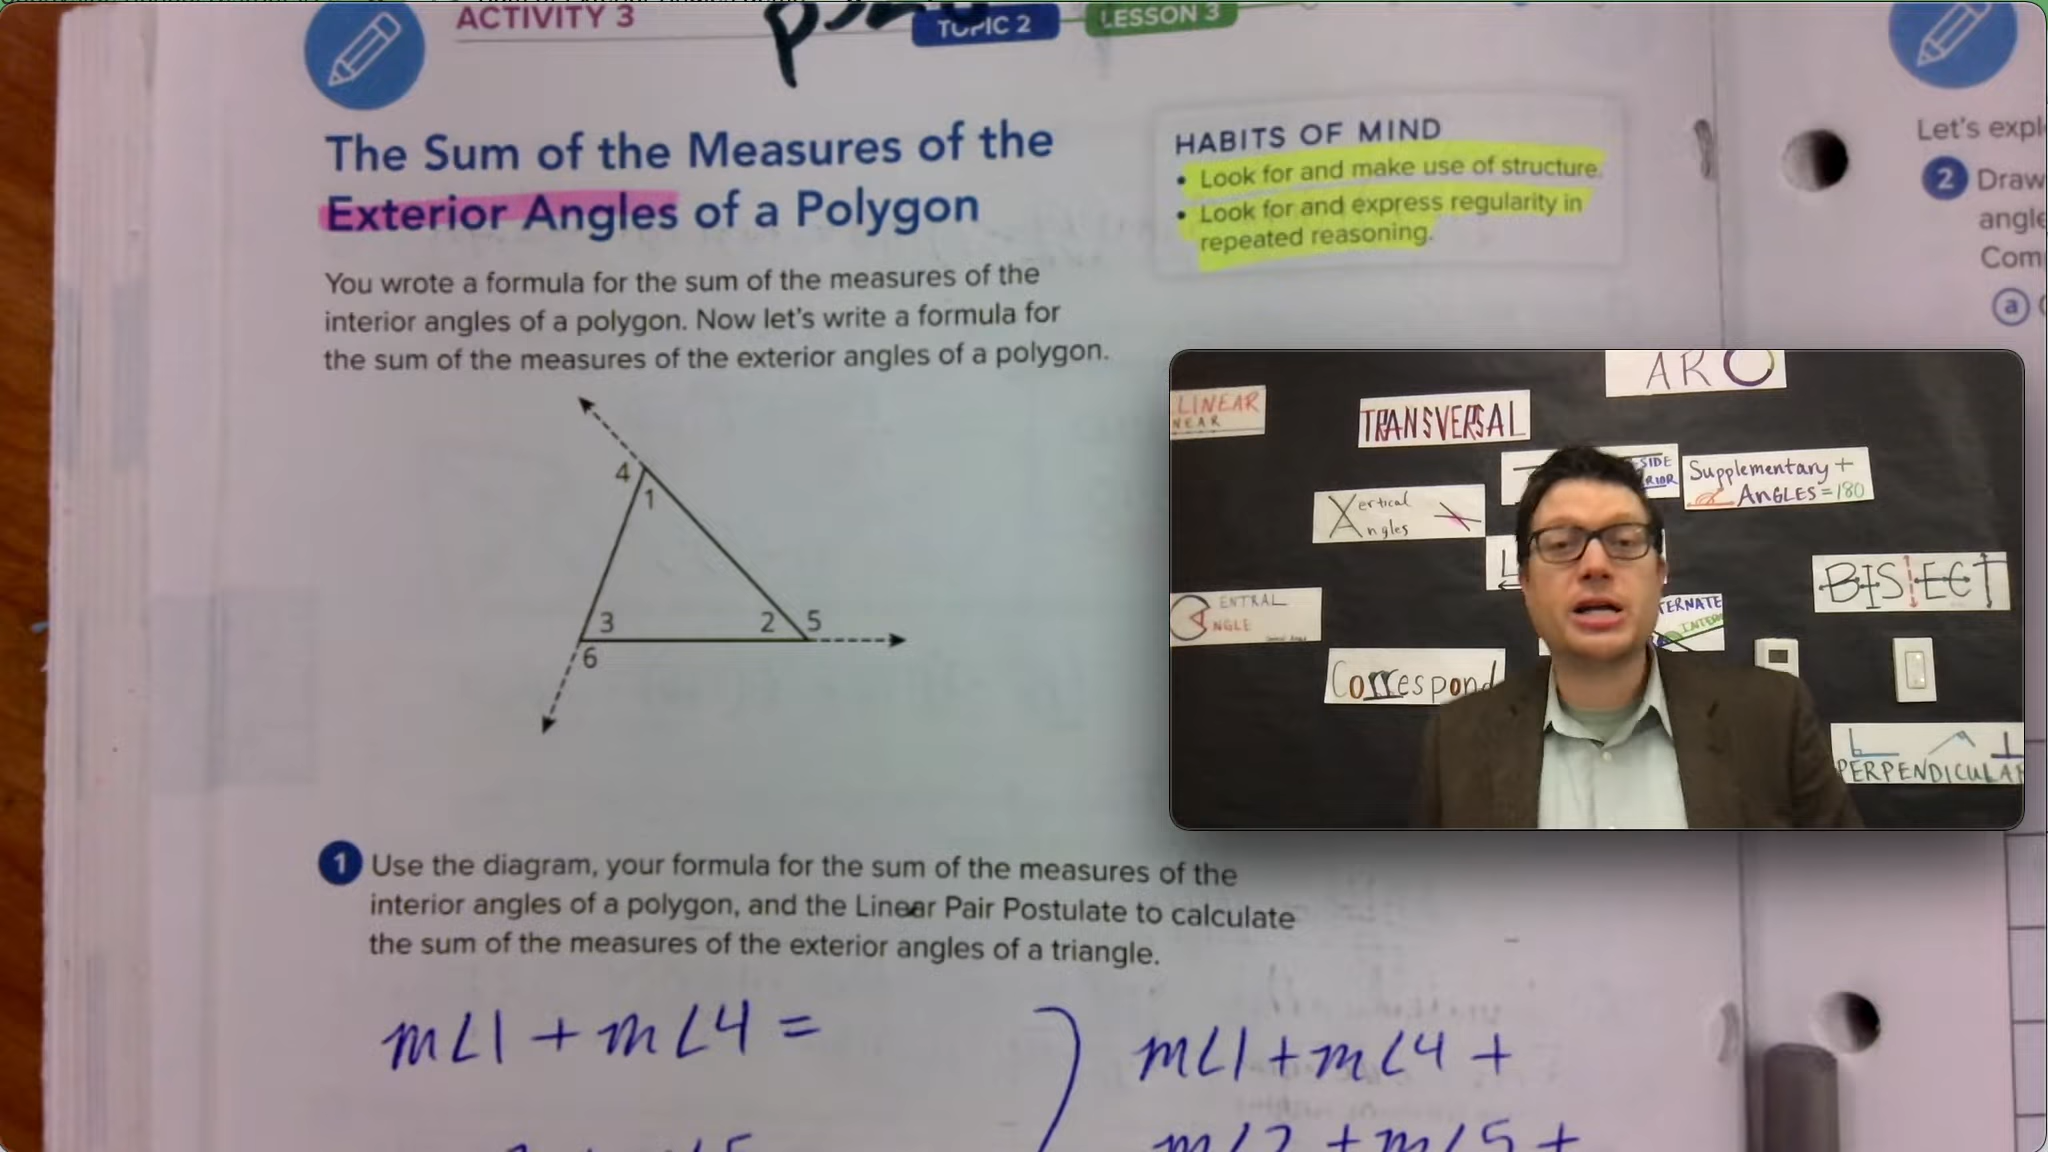 ACTIVITY 3
TOPIC 2
LESSON 3
The Sum of the Measures of the
Exterior Angles of a Polygon
HABITS OF MIND
• Look for and make use of structure.
• Look for and express regularity in
repeated reasoning.
You wrote a formula for the sum of the measures of the
interior angles of a polygon. Now let's write a formula for
the sum of the measures of the exterior angles of a polygon.
4
1
3
2
5
6
1 Use the diagram, your formula for the sum of the measures of the
interior angles of a polygon, and the Linear Pair Postulate to calculate
the sum of the measures of the exterior angles of a triangle.
m∠1 + m∠4 =
m∠1 + m∠4 +
m∠2 + m∠5 +
Let's
2 Draw
a
ARC
LINEAR
TRANSVERSAL
SIDE
Supplementary
ANGLES = 180
Vertical
Angles
BISECT
CENTRAL
ANGLE
Correspond
PERPENDICULA